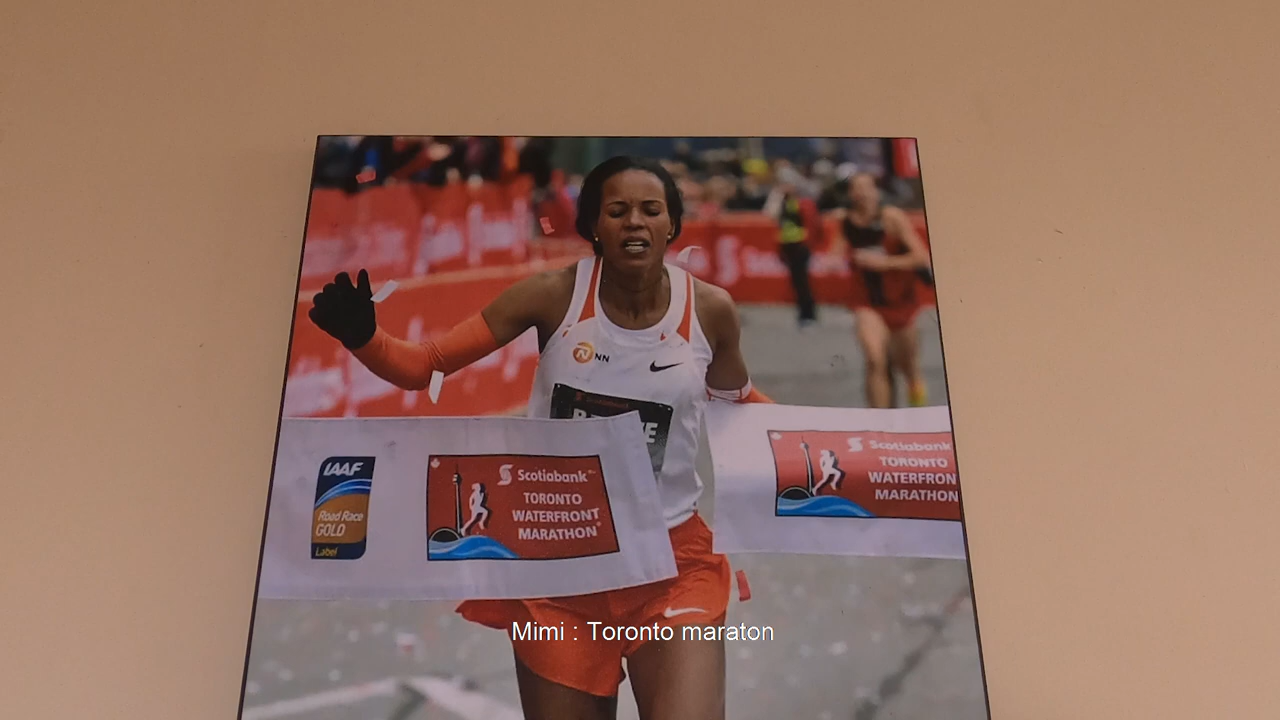 NN
IAAF
Road Race
GOLD
Label
Scotiabank
TORONTO
WATERFRONT
MARATHON
Scotiabank
TORONTO
WATERFRON
MARATHON
Mimi : Toronto maraton